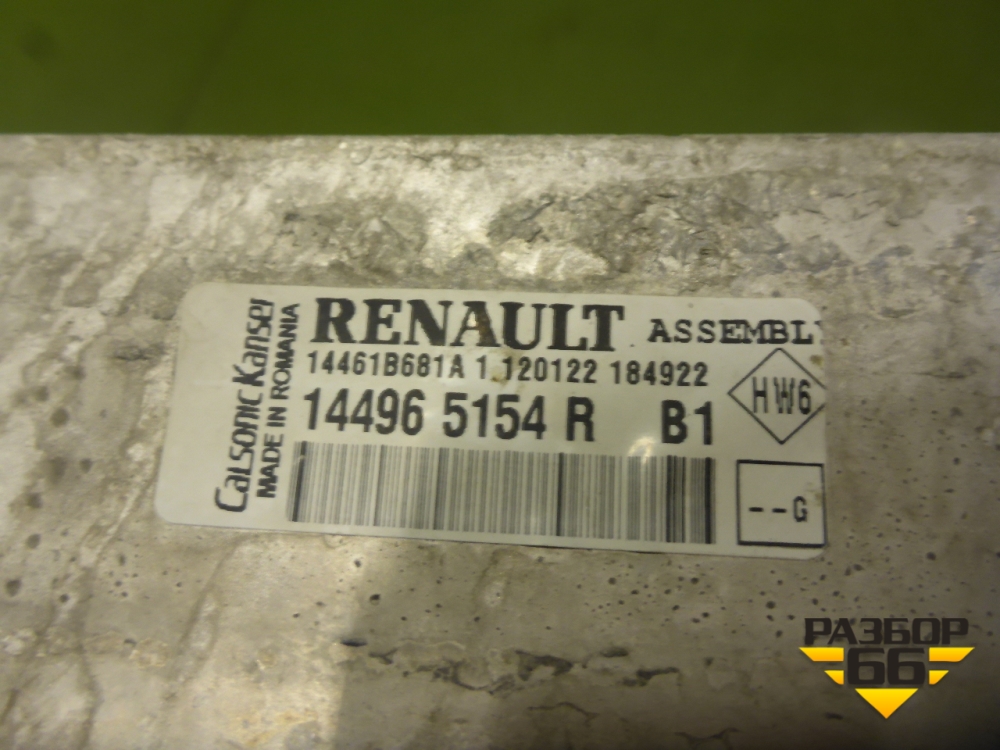 Calsonic Kansei
MADE IN ROMANIA
RENAULT ASSEMBLY
14461B681A 1 120122 184922
14496 5154 R B1
HW6
--G
РАЗБОР
66